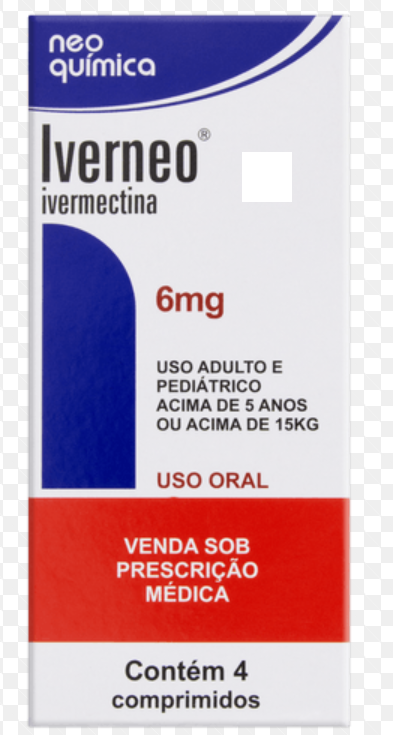 neo
química
Iverneo®
ivermectina
6mg
USO ADULTO E
PEDIÁTRICO
ACIMA DE 5 ANOS
OU ACIMA DE 15KG
USO ORAL
VENDA SOB
PRESCRIÇÃO
MÉDICA
Contém 4
comprimidos